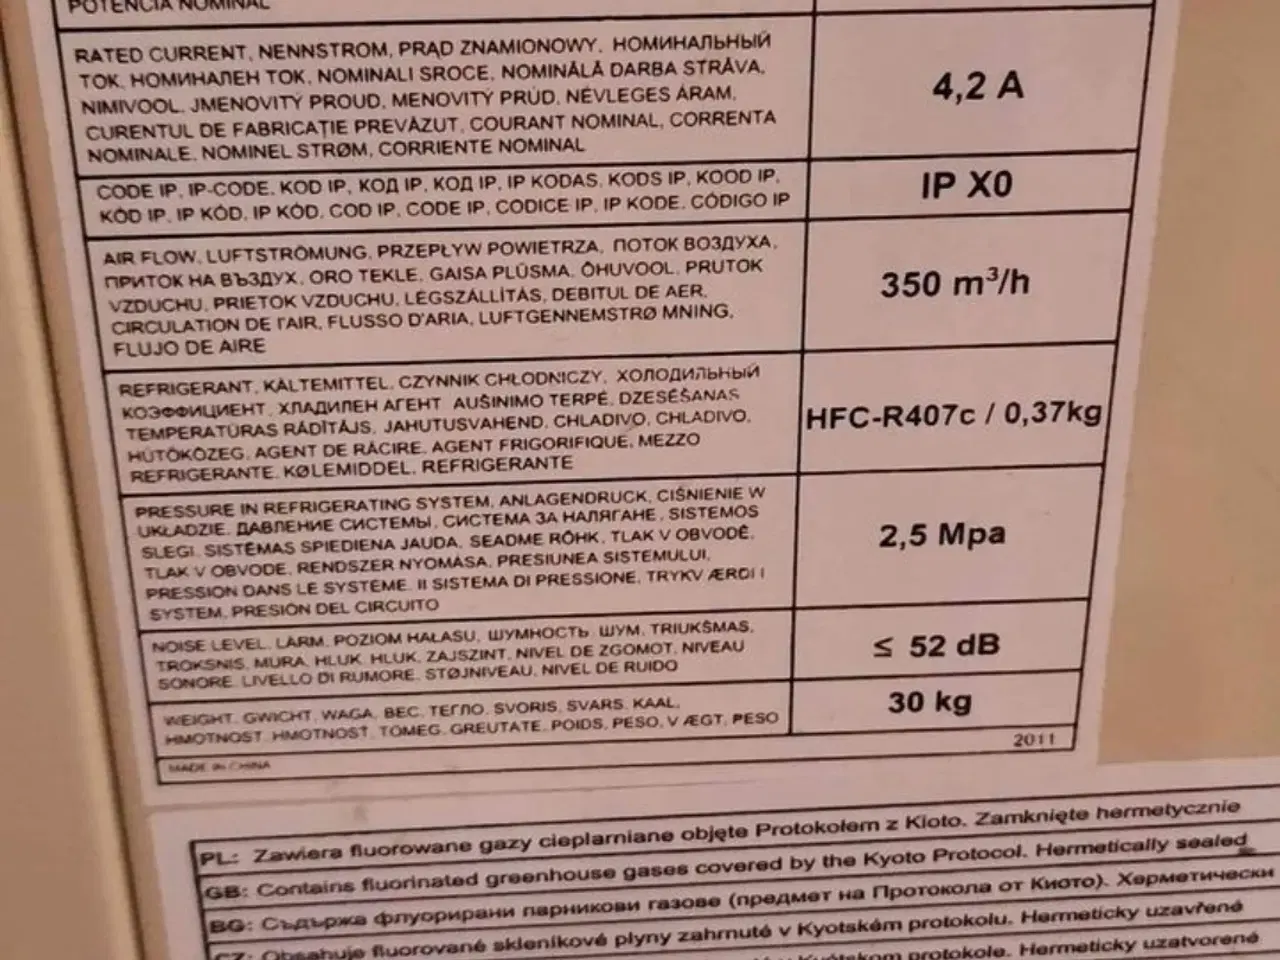 POTENCIA NOMINAL
RATED CURRENT, NENNSTROM, PRĄD ZNAMIONOWY, НОМИНАЛЬНЫЙ
ТОК, НОМИНАЛЕН ТОК, NOMINALI SROCE, NOMINĀLĀ DARBA STRĀVA,
NIMIVOOL, JMENOVITÝ PROUD, MENOVITÝ PRÚD, NÉVLEGES ÁRAM,
CURENTUL DE FABRICAȚIE PREVĂZUT, COURANT NOMINAL, CORRENTA
NOMINALE, NOMINEL STRØM, CORRIENTE NOMINAL
4,2 A
CODE IP, IP-CODE, KOD IP, КОД IP, КОД IP, IP KODAS, KODS IP, KOOD IP,
KÓD IP, IP KÓD, IP KÓD, COD IP, CODE IP, CODICE IP, IP KODE, CÓDIGO IP
IP X0
AIR FLOW, LUFTSTRÖMUNG, PRZEPŁYW POWIETRZA, ПОТОК ВОЗДУХА,
ПРИТОК НА ВЪЗДУХ, ORO TEKLE, GAISA PLŪSMA, ÕHUVOOL, PRUTOK
VZDUCHU, PRIETOK VZDUCHU, LÉGSZÁLLÍTÁS, DEBITUL DE AER,
CIRCULATION DE l'AIR, FLUSSO D'ARIA, LUFTGENNEMSTRØ MNING,
FLUJO DE AIRE
350 m³/h
REFRIGERANT, KÄLTEMITTEL, CZYNNIK CHŁODNICZY, ХОЛОДИЛЬНЫЙ
КОЭФФИЦИЕНТ, ХЛАДИЛЕН АГЕНТ AUŠINIMO TERPĖ, DZESĒŠANAS
TEMPERATŪRAS RĀDĪTĀJS, JAHUTUSVAHEND, CHLADIVO, CHLADIVO,
HŰTŐKÖZEG, AGENT DE RĂCIRE, AGENT FRIGORIFIQUE, MEZZO
REFRIGERANTE, KØLEMIDDEL, REFRIGERANTE
HFC-R407c / 0,37kg
PRESSURE IN REFRIGERATING SYSTEM, ANLAGENDRUCK, CIŚNIENIE W
UKŁADZIE, ДАВЛЕНИЕ СИСТЕМЫ, СИСТЕМА ЗА НАЛЯГАНЕ, SISTEMOS
SLĖGI, SISTĒMAS SPIEDIENA JAUDA, SEADME RÕHK, TLAK V OBVODĚ,
TLAK V OBVODE, RENDSZER NYOMÁSA, PRESIUNEA SISTEMULUI,
PRESSION DANS LE SYSTÈME, Il SISTEMA DI PRESSIONE, TRYKV ÆRDI I
SYSTEM, PRESIÓN DEL CIRCUITO
2,5 Mpa
NOISE LEVEL, LÄRM, POZIOM HAŁASU, ШУМНОСТЬ ШУМ, TRIUKŠMAS,
TROKSNIS, MÜRA, HLUK, HLUK, ZAJSZINT, NIVEL DE ZGOMOT, NIVEAU
SONORE, LIVELLO DI RUMORE, STØJNIVEAU, NIVEL DE RUIDO
≤ 52 dB
WEIGHT, GWICHT, WAGA, ВЕС, ТЕГЛО, SVORIS, SVARS, KAAL,
HMOTNOST, HMOTNOSŤ, TÖMEG, GREUTATE, POIDS, PESO, V ÆGT, PESO
30 kg
MADE IN CHINA
2011
PL: Zawiera fluorowane gazy cieplarniane objęte Protokołem z Kioto. Zamknięte hermetycznie
GB: Contains fluorinated greenhouse gases covered by the Kyoto Protocol. Hermetically sealed
BG: Съдържа флуорирани парникови газове (предмет на Протокола от Киото). Херметически
CZ: Obsahuje fluorované skleníkové plyny zahrnuté v Kyotském protokolu. Hermeticky uzavřené
protokole. Hermeticky uzatvorené